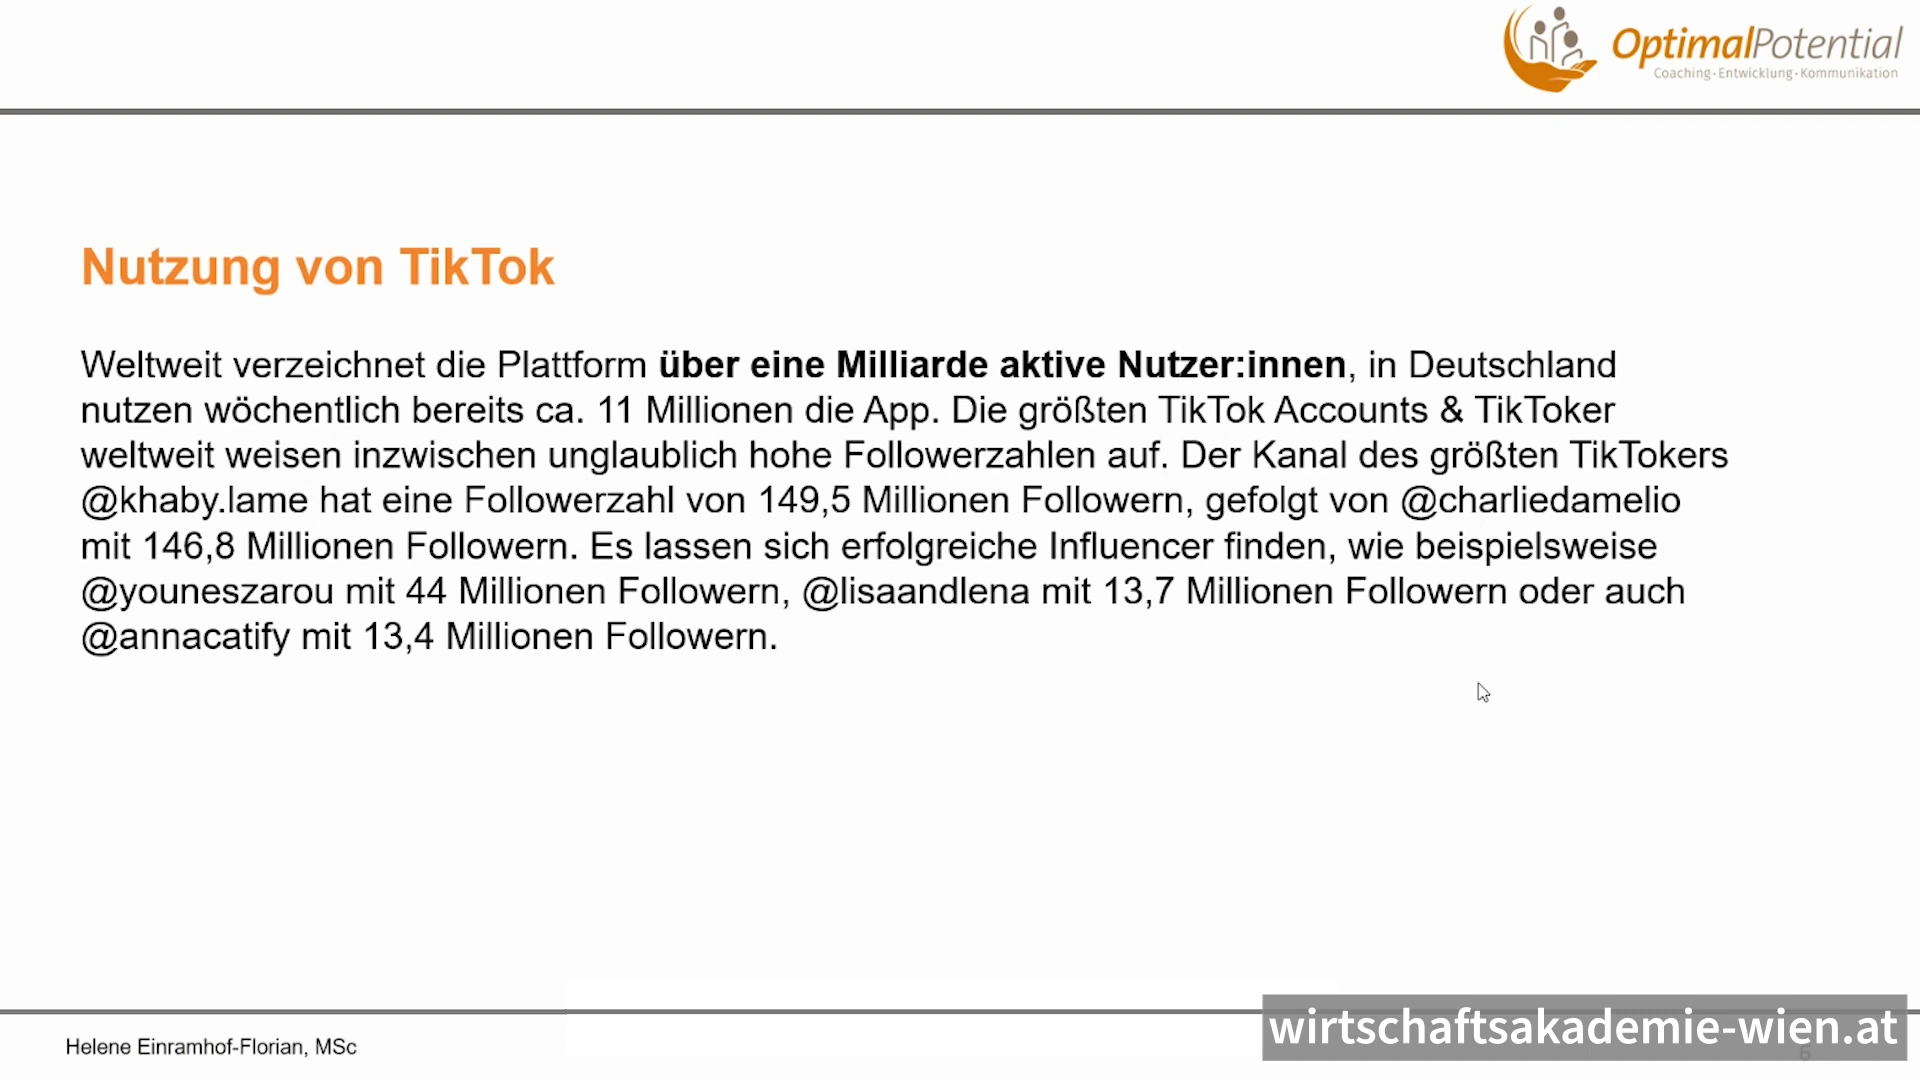 OptimalPotential
Coaching·Entwicklung·Kommunikation
Nutzung von TikTok
Weltweit verzeichnet die Plattform über eine Milliarde aktive Nutzer:innen, in Deutschland
nutzen wöchentlich bereits ca. 11 Millionen die App. Die größten TikTok Accounts & TikToker
weltweit weisen inzwischen unglaublich hohe Followerzahlen auf. Der Kanal des größten TikTokers
@khaby.lame hat eine Followerzahl von 149,5 Millionen Followern, gefolgt von @charliedamelio
mit 146,8 Millionen Followern. Es lassen sich erfolgreiche Influencer finden, wie beispielsweise
@youneszarou mit 44 Millionen Followern, @lisaandlena mit 13,7 Millionen Followern oder auch
@annacatify mit 13,4 Millionen Followern.
Helene Einramhof-Florian, MSc
wirtschaftsakademie-wien.at